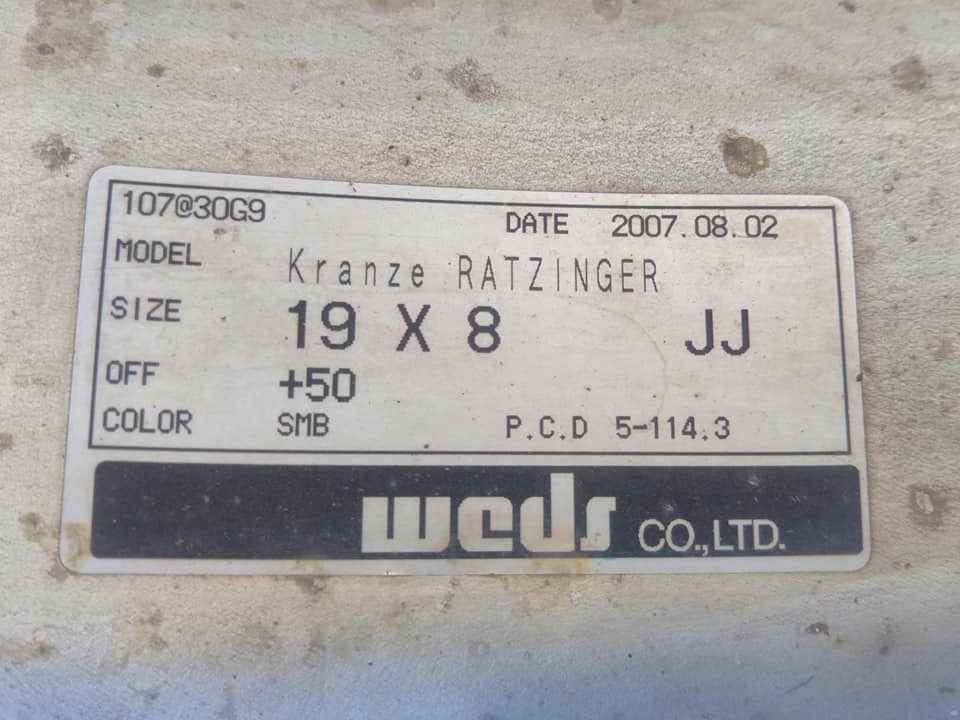 107@30G9 DATE 2007.08.02
MODEL Kranze RATZINGER
SIZE 19 X 8 JJ
OFF +50
COLOR SMB P.C.D 5-114.3
weds CO.,LTD.